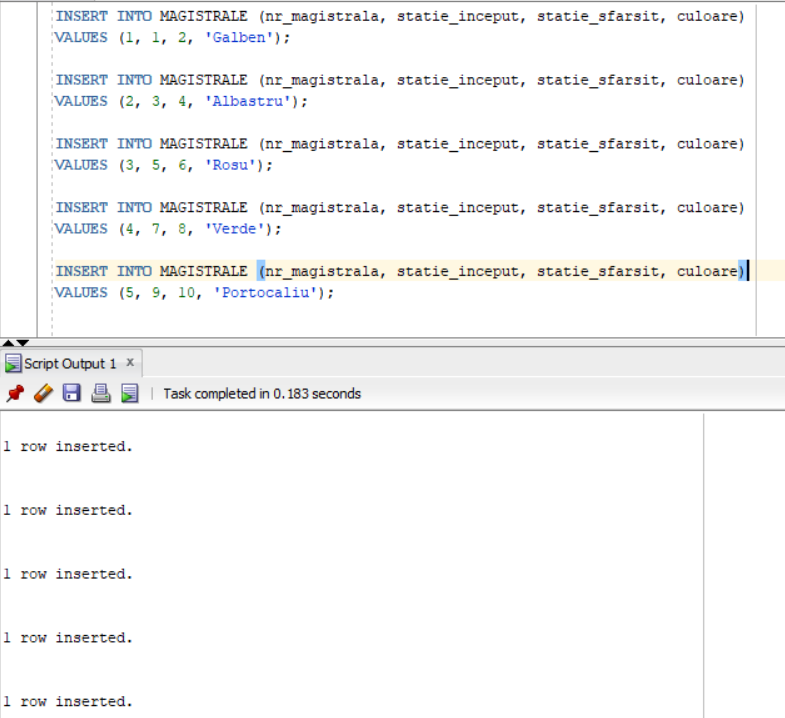 INSERT INTO MAGISTRALE (nr_magistrala, statie_inceput, statie_sfarsit, culoare)
VALUES (1, 1, 2, 'Galben');
INSERT INTO MAGISTRALE (nr_magistrala, statie_inceput, statie_sfarsit, culoare)
VALUES (2, 3, 4, 'Albastru');
INSERT INTO MAGISTRALE (nr_magistrala, statie_inceput, statie_sfarsit, culoare)
VALUES (3, 5, 6, 'Rosu');
INSERT INTO MAGISTRALE (nr_magistrala, statie_inceput, statie_sfarsit, culoare)
VALUES (4, 7, 8, 'Verde');
INSERT INTO MAGISTRALE (nr_magistrala, statie_inceput, statie_sfarsit, culoare)
VALUES (5, 9, 10, 'Portocaliu');
Script Output 1 x
Task completed in 0.183 seconds
1 row inserted.
1 row inserted.
1 row inserted.
1 row inserted.
1 row inserted.